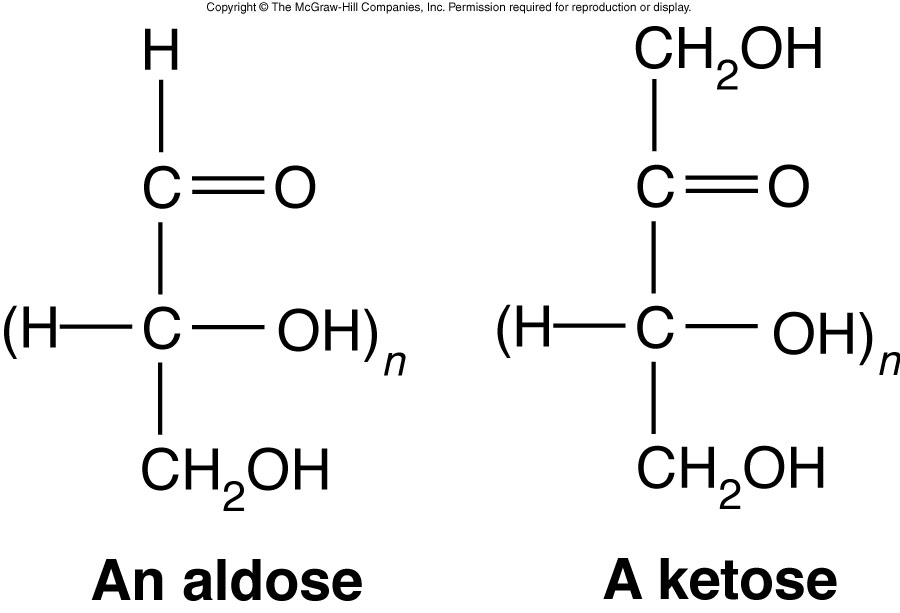 Copyright © The McGraw-Hill Companies, Inc. Permission required for reproduction or display.
H
C O
(H C OH)n
CH2OH
An aldose
CH2OH
C O
(H C OH)n
CH2OH
A ketose